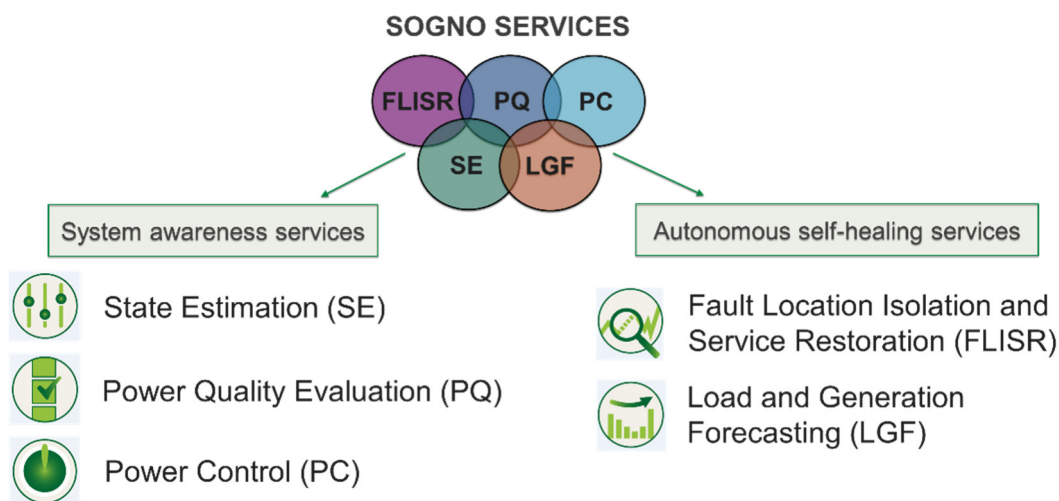 SOGNO SERVICES
FLISR PQ PC
SE LGF
System awareness services
Autonomous self-healing services
State Estimation (SE)
Power Quality Evaluation (PQ)
Power Control (PC)
Fault Location Isolation and
Service Restoration (FLISR)
Load and Generation
Forecasting (LGF)